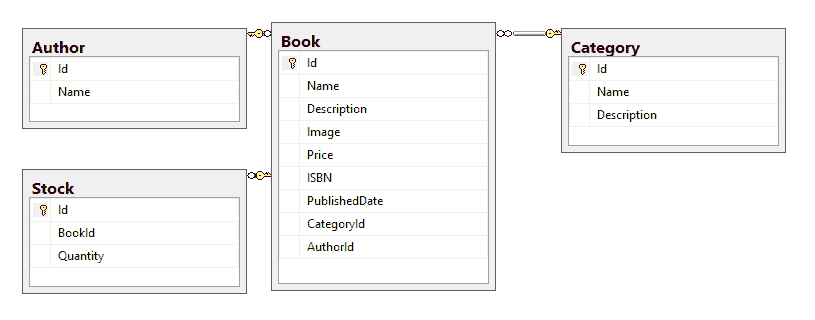 Author
Id
Name
Book
Id
Name
Description
Image
Price
ISBN
PublishedDate
CategoryId
AuthorId
Category
Id
Name
Description
Stock
Id
BookId
Quantity